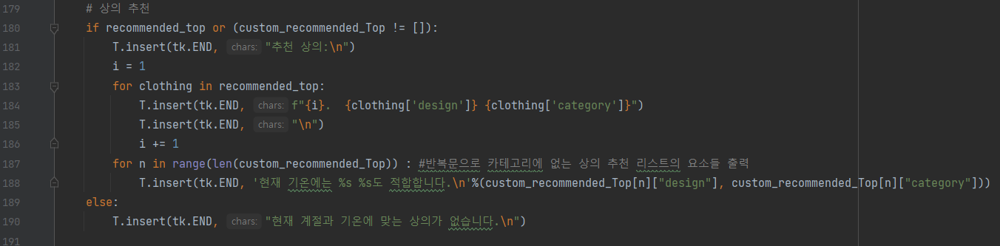 179 # 상의 추천
180 if recommended_top or (custom_recommended_Top != []):
181 T.insert(tk.END, chars: "추천 상의:\n")
182 i = 1
183 for clothing in recommended_top:
184 T.insert(tk.END, chars: f"{i}.  {clothing['design']} {clothing['category']}")
185 T.insert(tk.END, chars: "\n")
186 i += 1
187 for n in range(len(custom_recommended_Top)) : #반복문으로 카테고리에 없는 상의 추천 리스트의 요소들 출력
188 T.insert(tk.END, '현재 기온에는 %s %s도 적합합니다.\n'%(custom_recommended_Top[n]["design"], custom_recommended_Top[n]["category"]))
189 else:
190 T.insert(tk.END, chars: "현재 계절과 기온에 맞는 상의가 없습니다.\n")
191